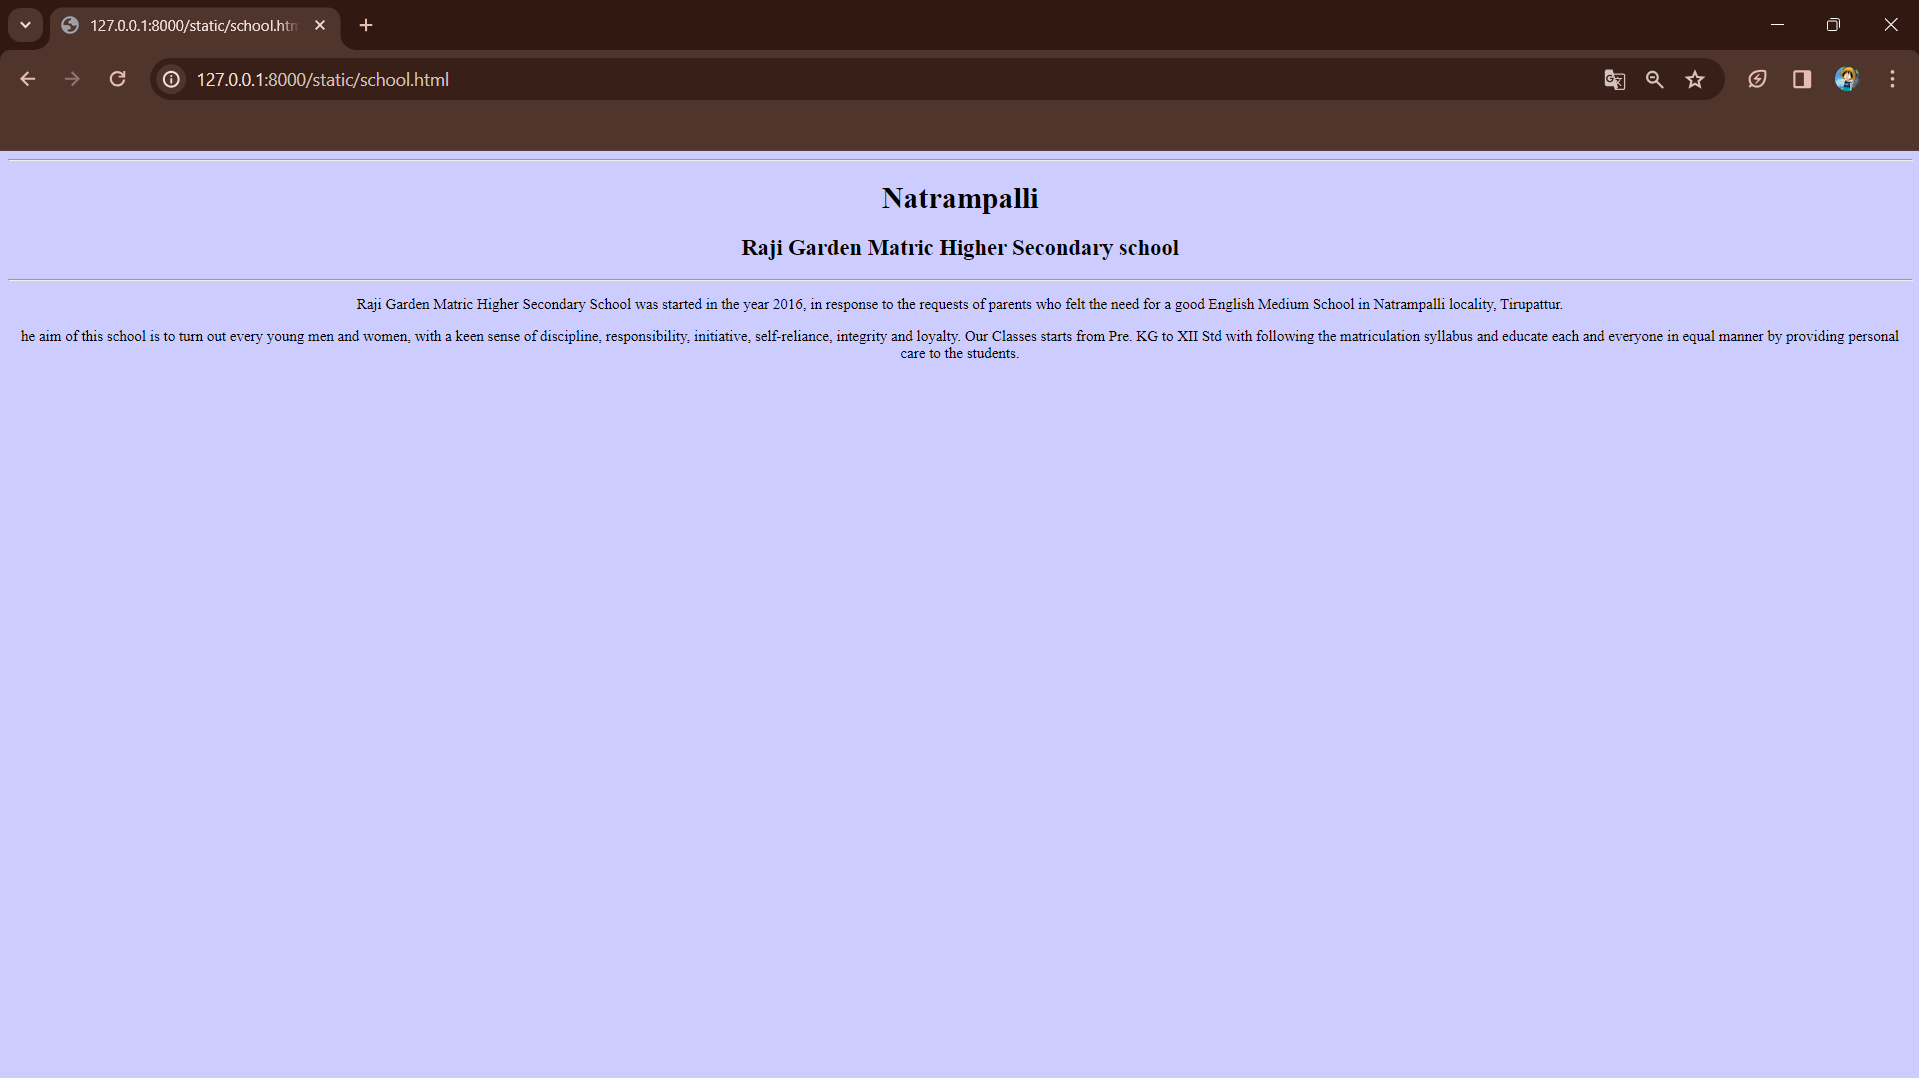 127.0.0.1:8000/static/school.htm
127.0.0.1:8000/static/school.html
Natrampalli
Raji Garden Matric Higher Secondary school
Raji Garden Matric Higher Secondary School was started in the year 2016, in response to the requests of parents who felt the need for a good English Medium School in Natrampalli locality, Tirupattur.
he aim of this school is to turn out every young men and women, with a keen sense of discipline, responsibility, initiative, self-reliance, integrity and loyalty. Our Classes starts from Pre. KG to XII Std with following the matriculation syllabus and educate each and everyone in equal manner by providing personal
care to the students.